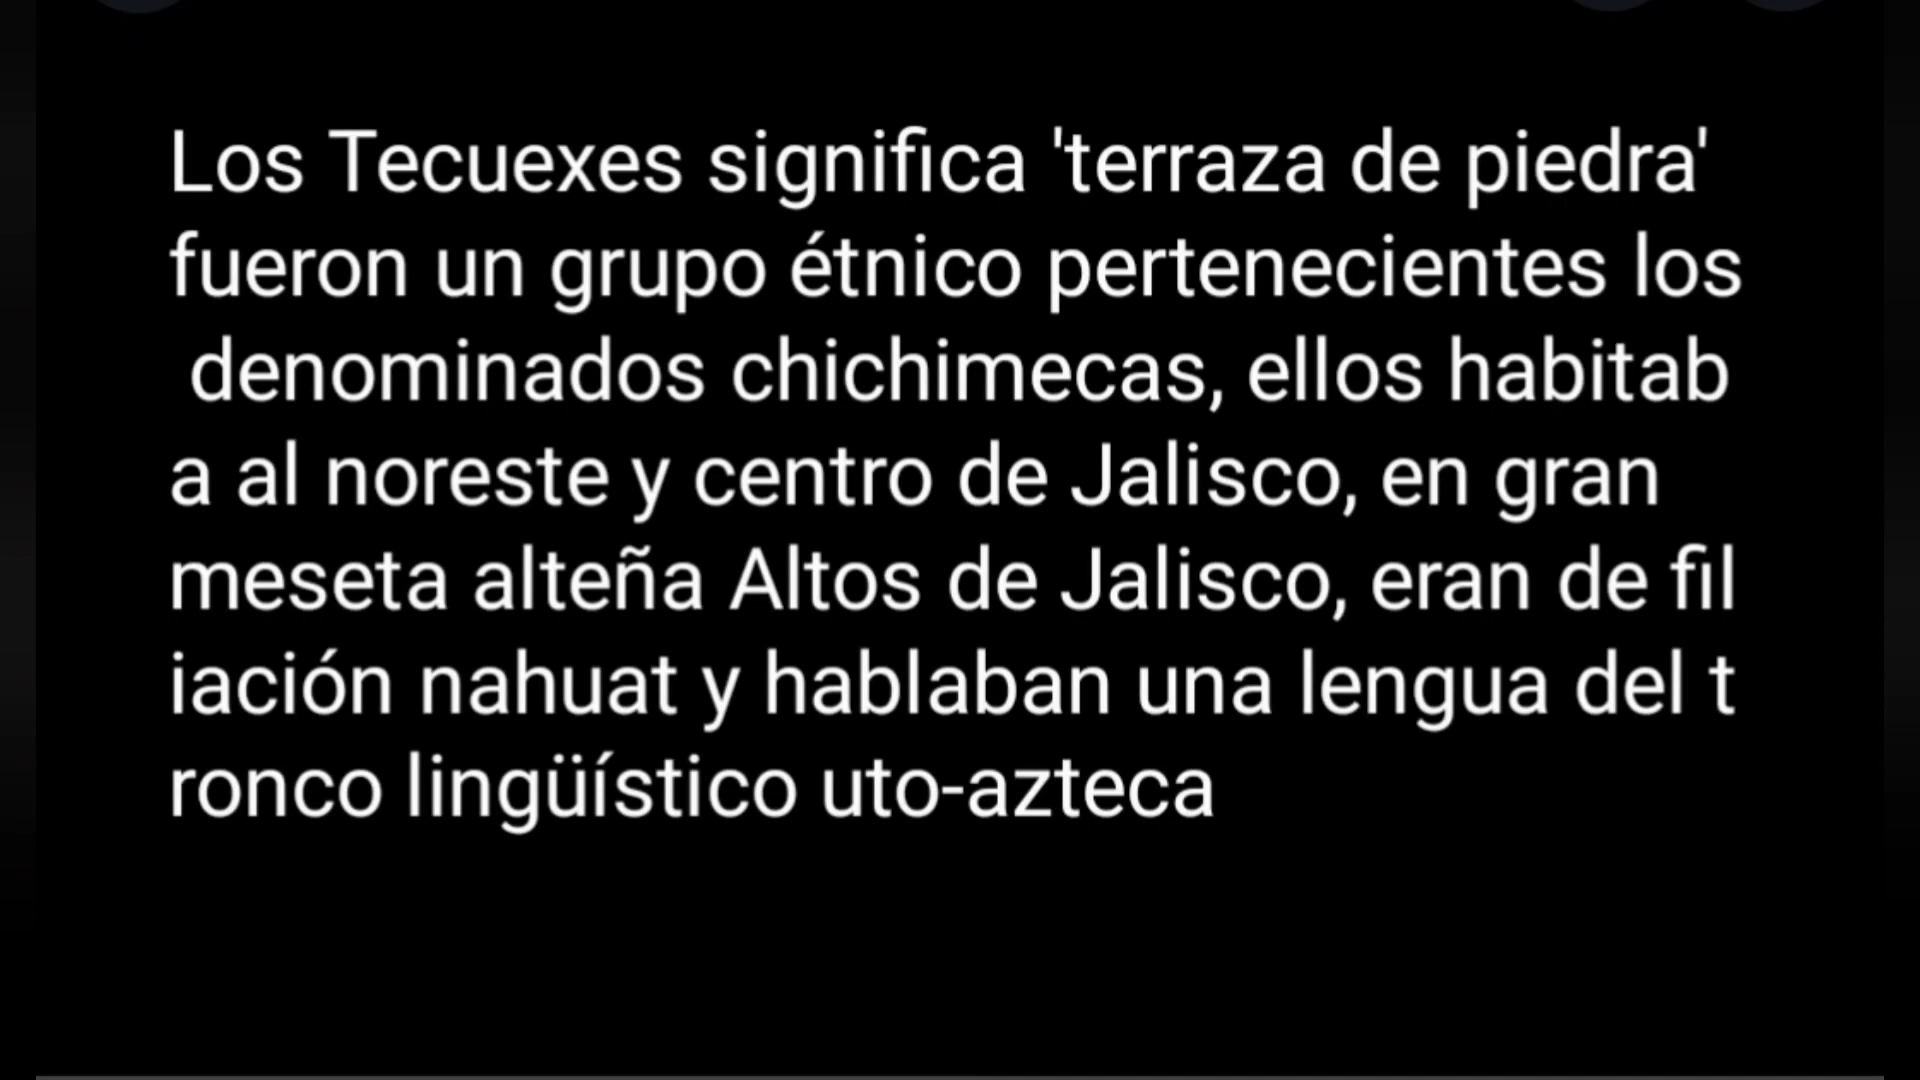 Los Tecuexes significa 'terraza de piedra'
fueron un grupo étnico pertenecientes los
denominados chichimecas, ellos habitab
a al noreste y centro de Jalisco, en gran
meseta alteña Altos de Jalisco, eran de fil
iación nahuat y hablaban una lengua del t
ronco lingüístico uto-azteca